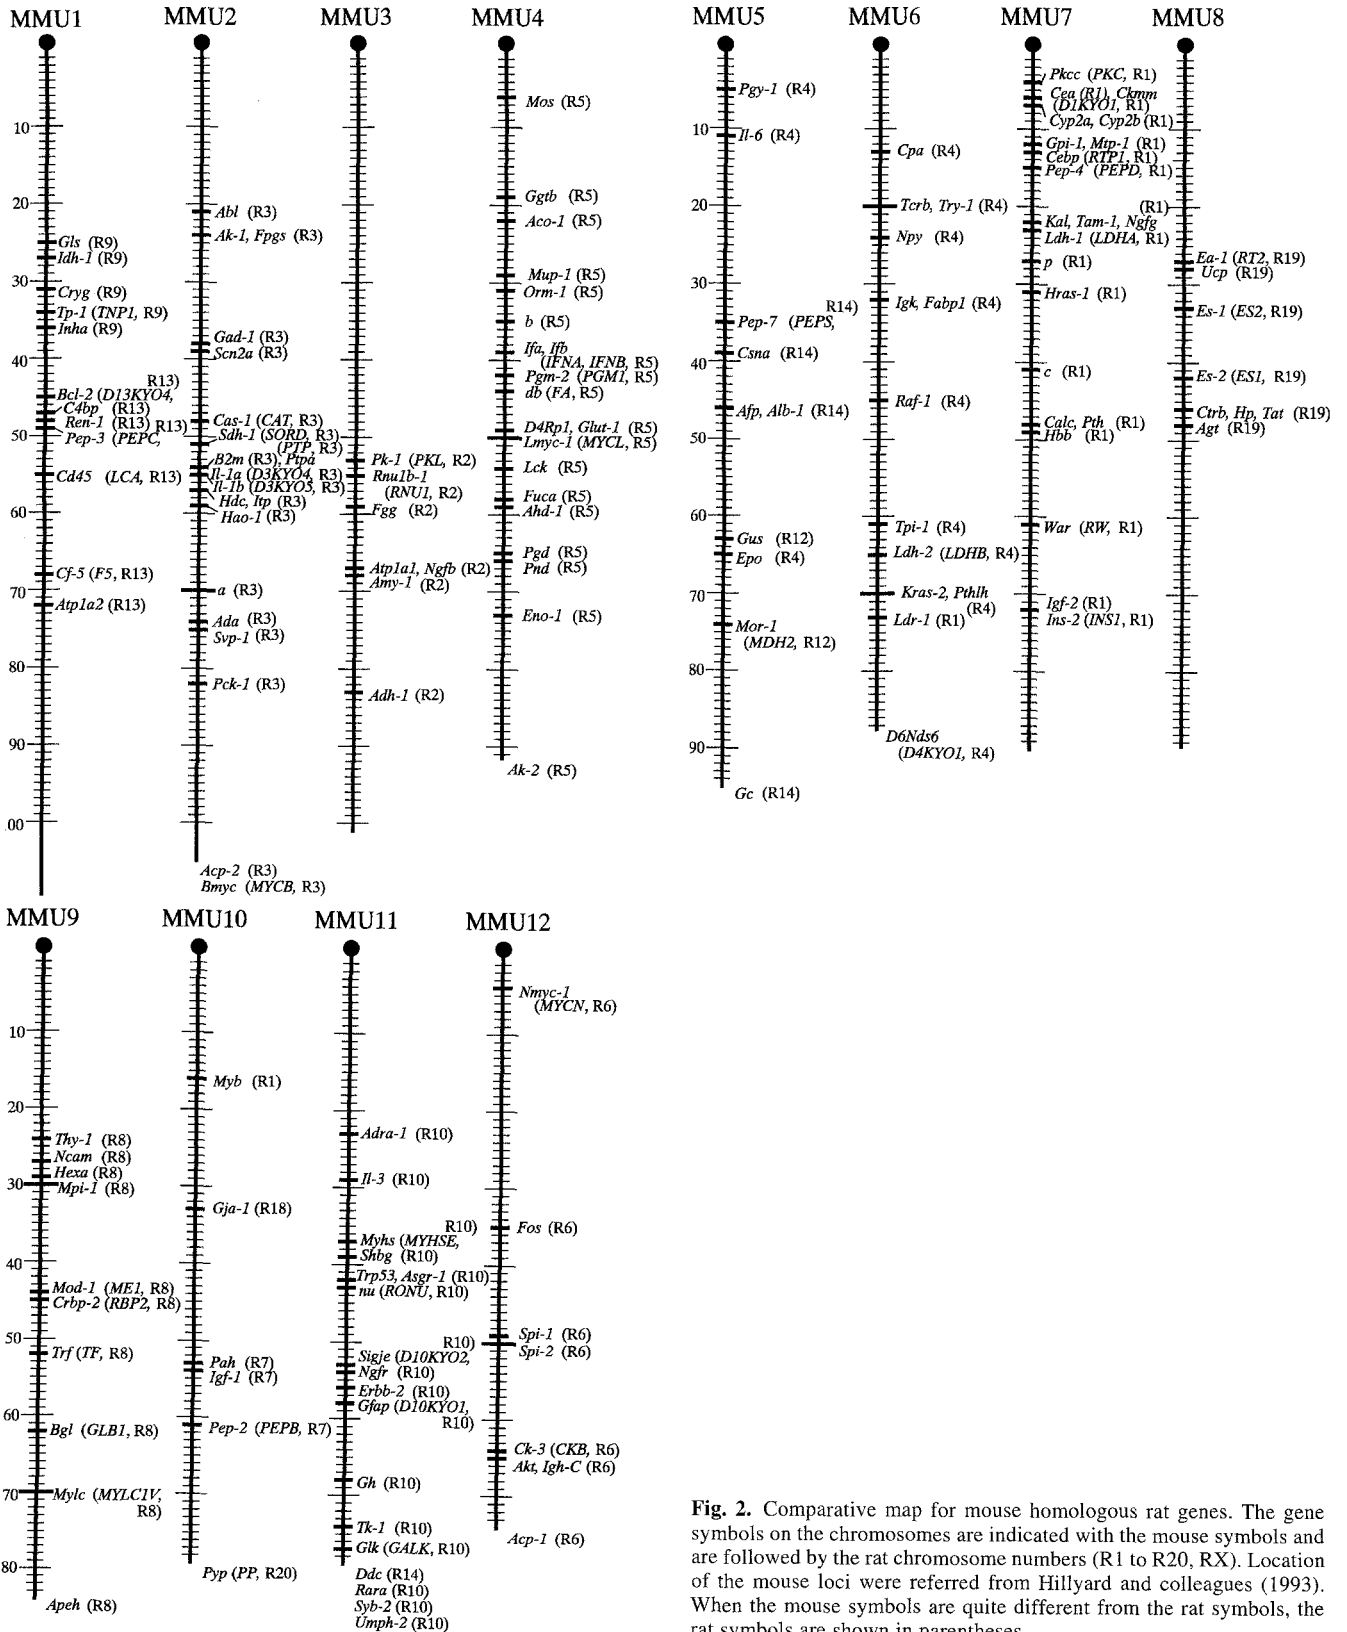 MMU1
MMU2
MMU3
MMU4
MMU5
MMU6
MMU7
MMU8
10
20
30
40
50
60
70
80
90
00
Gls (R9)
Idh-1 (R9)
Cryg (R9)
Tp-1 (TNP1, R9)
Inha (R9)
R13)
Bcl-2 (D13KYO4,
C4bp (R13)
Ren-1 (R13)
R13)
Pep-3 (PEPC,
Cd45 (LCA, R13)
Cf-5 (F5, R13)
Atp1a2 (R13)
Abl (R3)
Ak-1, Fpgs (R3)
Gad-1 (R3)
Scn2a (R3)
Cas-1 (CAT, R3)
Sdh-1 (SORD, R3)
(PTP, R3)
B2m (R3), Ptpa
Il-1a (D3KYO4, R3)
Il-1b (D3KYO3, R3)
Hdc, Itp (R3)
Hao-1 (R3)
a (R3)
Ada (R3)
Svp-1 (R3)
Pck-1 (R3)
Acp-2 (R3)
Bmyc (MYCB, R3)
Pk-1 (PKL, R2)
Rnu1b-1
(RNU1, R2)
Fgg (R2)
Atp1a1, Ngfb (R2)
Amy-1 (R2)
Adh-1 (R2)
Mos (R5)
Ggtb (R5)
Aco-1 (R5)
Mup-1 (R5)
Orm-1 (R5)
b (R5)
Ifa, Ifb
(IFNA, IFNB, R5)
Pgm-2 (PGM1, R5)
db (FA, R5)
D4Rp1, Glut-1 (R5)
Lmyc-1 (MYCL, R5)
Lck (R5)
Fuca (R5)
Ahd-1 (R5)
Pgd (R5)
Pnd (R5)
Eno-1 (R5)
Ak-2 (R5)
10
20
30
40
50
60
70
80
90
Pgy-1 (R4)
Il-6 (R4)
R14)
Pep-7 (PEPS,
Csna (R14)
Afp, Alb-1 (R14)
Gus (R12)
Epo (R4)
Mor-1
(MDH2, R12)
Gc (R14)
Cpa (R4)
Tcrb, Try-1 (R4)
Npy (R4)
Igk, Fabp1 (R4)
Raf-1 (R4)
Tpi-1 (R4)
Ldh-2 (LDHB, R4)
Kras-2, Pthlh
(R4)
Ldr-1 (R1)
D6Nds6
(D4KYO1, R4)
Pkcc (PKC, R1)
Cea (R1), Ckmm
(D1KYO1, R1)
Cyp2a, Cyp2b (R1)
Gpi-1, Mtp-1 (R1)
Cebp (RTP1, R1)
Pep-4 (PEPD, R1)
(R1)
Kal, Tam-1, Ngfg
Ldh-1 (LDHA, R1)
p (R1)
Hras-1 (R1)
c (R1)
Calc, Pth (R1)
Hbb (R1)
War (RW, R1)
Igf-2 (R1)
Ins-2 (INS1, R1)
Ea-1 (RT2, R19)
Ucp (R19)
Es-1 (ES2, R19)
Es-2 (ES1, R19)
Ctrb, Hp, Tat (R19)
Agt (R19)
MMU9
MMU10
MMU11
MMU12
10
20
30
40
50
60
70
80
Thy-1 (R8)
Ncam (R8)
Hexa (R8)
Mpi-1 (R8)
Mod-1 (ME1, R8)
Crbp-2 (RBP2, R8)
Trf (TF, R8)
Bgl (GLB1, R8)
Mylc (MYLC1V,
R8)
Apeh (R8)
Myb (R1)
Gja-1 (R18)
Pah (R7)
Igf-1 (R7)
Pep-2 (PEPB, R7)
Pyp (PP, R20)
Adra-1 (R10)
Il-3 (R10)
R10)
Myhs (MYHSE,
Shbg (R10)
Trp53, Asgr-1 (R10)
nu (RONU, R10)
R10)
Sigje (D10KYO2,
Ngfr (R10)
Erbb-2 (R10)
Gfap (D10KYO1,
R10)
Gh (R10)
Tk-1 (R10)
Glk (GALK, R10)
Ddc (R14)
Rara (R10)
Syb-2 (R10)
Umph-2 (R10)
Nmyc-1
(MYCN, R6)
Fos (R6)
Spi-1 (R6)
Spi-2 (R6)
Ck-3 (CKB, R6)
Akt, Igh-C (R6)
Acp-1 (R6)
Fig. 2. Comparative map for mouse homologous rat genes. The gene
symbols on the chromosomes are indicated with the mouse symbols and
are followed by the rat chromosome numbers (R1 to R20, RX). Location
of the mouse loci were referred from Hillyard and colleagues (1993).
When the mouse symbols are quite different from the rat symbols, the
rat symbols are shown in parentheses.